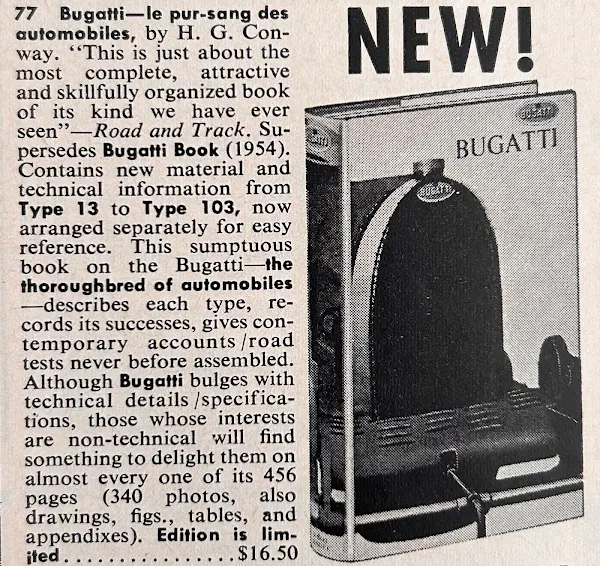 77 Bugatti—le pur-sang des
automobiles, by H. G. Con-
way. “This is just about the
most complete, attractive
and skillfully organized book
of its kind we have ever
seen”—Road and Track. Su-
persedes Bugatti Book (1954).
Contains new material and
technical information from
Type 13 to Type 103, now
arranged separately for easy
reference. This sumptuous
book on the Bugatti—the
thoroughbred of automobiles
—describes each type, re-
cords its successes, gives con-
temporary accounts/road
tests never before assembled.
Although Bugatti bulges with
technical details/specifica-
tions, those whose interests
are non-technical will find
something to delight them on
almost every one of its 456
pages (340 photos, also
drawings, figs., tables, and
appendixes). Edition is lim-
ited................$16.50
NEW!
BUGATTI
BUGATTI
BUGATTI